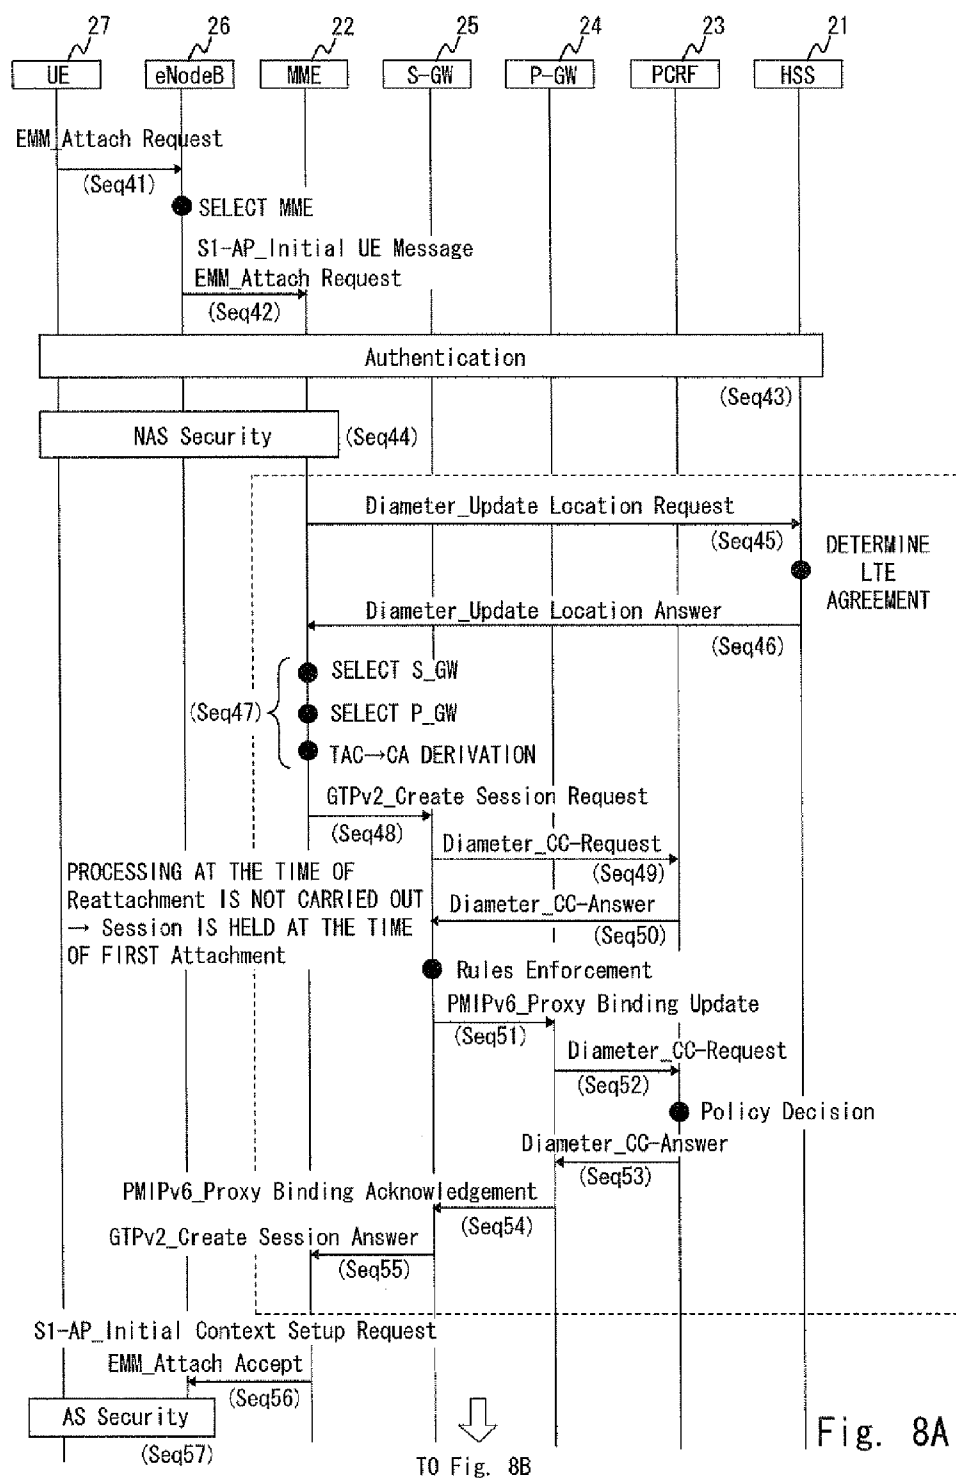 27 26 22 25 24 23 21
UE eNodeB MME S-GW P-GW PCRF HSS
EMM_Attach Request
(Seq41)
SELECT MME
S1-AP_Initial UE Message
EMM_Attach Request
(Seq42)
Authentication
(Seq43)
NAS Security (Seq44)
Diameter_Update Location Request
(Seq45)
DETERMINE
LTE
AGREEMENT
Diameter_Update Location Answer
(Seq46)
SELECT S_GW
(Seq47) SELECT P_GW
TAC→CA DERIVATION
GTPv2_Create Session Request
(Seq48)
Diameter_CC-Request
(Seq49)
PROCESSING AT THE TIME OF
Reattachment IS NOT CARRIED OUT
→ Session IS HELD AT THE TIME
OF FIRST Attachment
Diameter_CC-Answer
(Seq50)
Rules Enforcement
PMIPv6_Proxy Binding Update
(Seq51)
Diameter_CC-Request
(Seq52)
Policy Decision
Diameter_CC-Answer
(Seq53)
PMIPv6_Proxy Binding Acknowledgement
(Seq54)
GTPv2_Create Session Answer
(Seq55)
S1-AP_Initial Context Setup Request
EMM_Attach Accept
(Seq56)
AS Security
(Seq57)
TO Fig. 8B
Fig. 8A